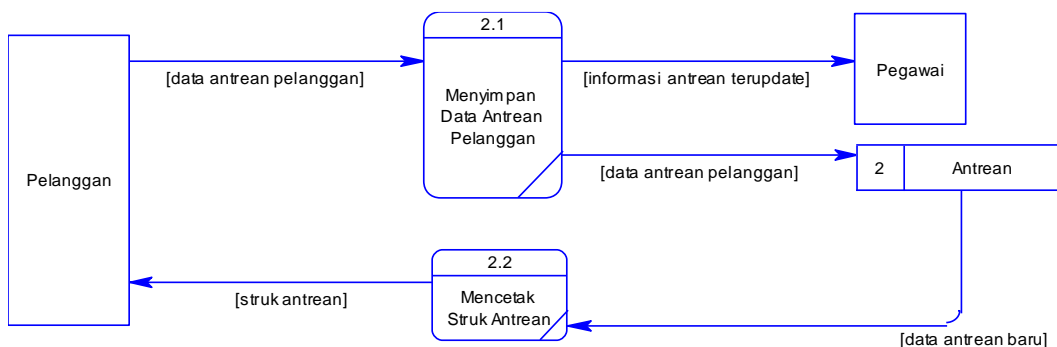 2.1
[data antrean pelanggan]
Menyimpan
Data Antrean
Pelanggan
[informasi antrean terupdate]
Pegawai
Pelanggan
[data antrean pelanggan]
2
Antrean
2.2
Mencetak
Struk Antrean
[struk antrean]
[data antrean baru]